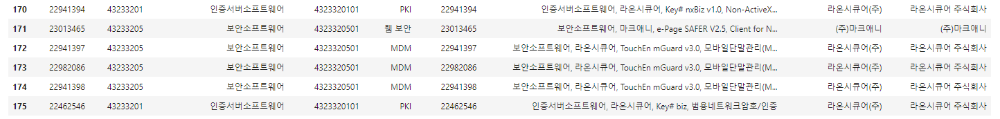 170 22941394 43233201 인증서버소프트웨어 4323320101 PKI 22941394 인증서버소프트웨어, 라온시큐어, Key# nxBiz v1.0, Non-ActiveX... 라온시큐어(주) 라온시큐어 주식회사
171 23013465 43233205 보안소프트웨어 4323320501 웹 보안 23013465 보안소프트웨어, 마크애니, e-Page SAFER V2.5, Client for N... (주)마크애니 (주)마크애니
172 22941397 43233205 보안소프트웨어 4323320501 MDM 22941397 보안소프트웨어, 라온시큐어, TouchEn mGuard v3.0, 모바일단말관리(M... 라온시큐어(주) 라온시큐어 주식회사
173 22982086 43233205 보안소프트웨어 4323320501 MDM 22982086 보안소프트웨어, 라온시큐어, TouchEn mGuard v3.0, 모바일단말관리(M... 라온시큐어(주) 라온시큐어 주식회사
174 22941398 43233205 보안소프트웨어 4323320501 MDM 22941398 보안소프트웨어, 라온시큐어, TouchEn mGuard v3.0, 모바일단말관리(M... 라온시큐어(주) 라온시큐어 주식회사
175 22462546 43233201 인증서버소프트웨어 4323320101 PKI 22462546 인증서버소프트웨어, 라온시큐어, Key# biz, 범용네트워크암호/인증 라온시큐어(주) 라온시큐어 주식회사